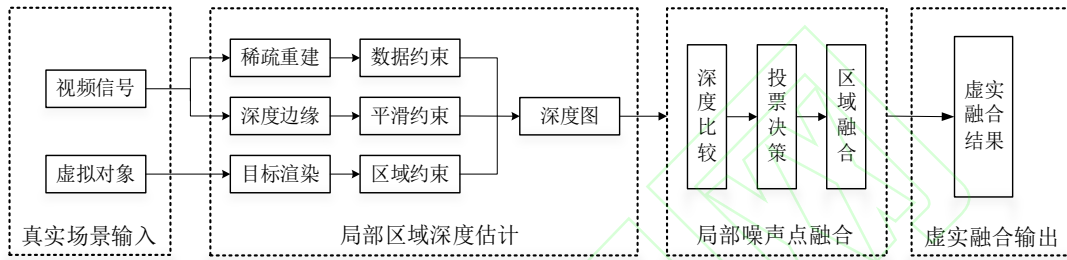 视频信号
虚拟对象
真实场景输入
稀疏重建
数据约束
深度边缘
平滑约束
目标渲染
区域约束
深度图
局部区域深度估计
深度比较
投票决策
区域融合
局部噪声点融合
虚实
融合
结果
虚实融合输出